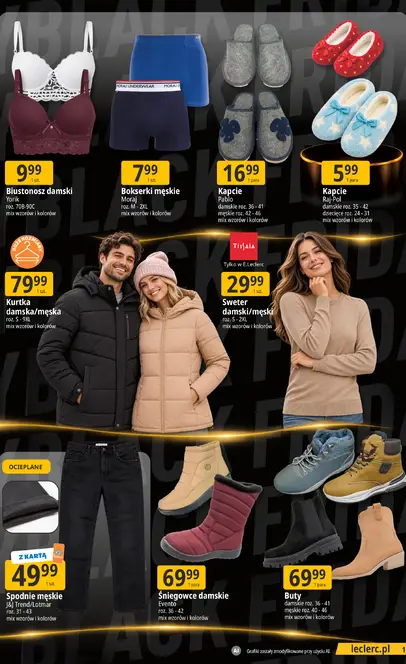 BLACK FRIDAY
9 99
1 szt.
Biustonosz damski
Yorik
roz. 70B-90C
mix wzorów i kolorów
7 99
1 szt.
Bokserki męskie
Moraj
roz. M - 2XL
mix wzorów i kolorów
MORAJ UNDERWEAR
16 99
1 para
Kapcie
Pablo
damskie roz. 36 - 41
męskie roz. 42 - 46
mix wzorów i kolorów
5 99
1 para
Kapcie
Raj-Pol
damskie roz. 35 - 42
dziecięce roz. 24 - 31
mix wzorów i kolorów
79 99
1 szt.
Kurtka
damska/męska
roz. S - 9XL
mix wzorów i kolorów
Tissaia
Tylko w E.Leclerc
29 99
1 szt.
Sweter
damski/męski
roz. S - 2XL
mix wzorów i kolorów
OCIEPLANE
Z KARTĄ
49 99
1 szt.
Spodnie męskie
J&J Trend/Lotmar
roz. 31 - 43
mix wzorów i kolorów
69 99
1 para
Śniegowce damskie
Evento
roz. 36 - 42
mix wzorów i kolorów
69 99
1 para
Buty
damskie roz. 36 - 41
męskie roz. 40 - 46
mix wzorów i kolorów
AI
Grafiki zostały zmodyfikowane przy użyciu AI
leclerc.pl
1